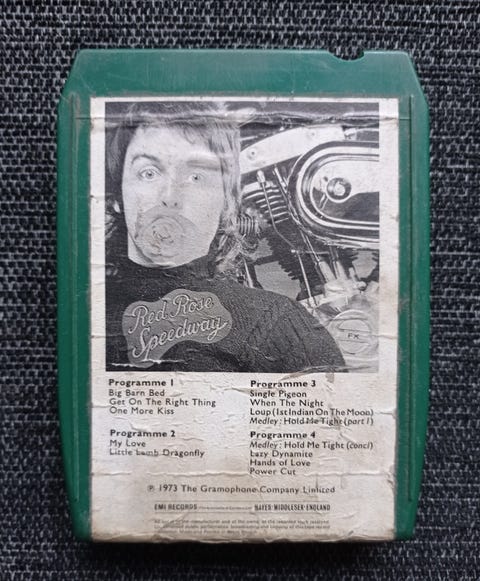 Red Rose
Speedway
FX
Programme 1
Big Barn Bed
Get On The Right Thing
One More Kiss
Programme 2
My Love
Little Lamb Dragonfly
Programme 3
Single Pigeon
When The Night
Loup (1st Indian On The Moon)
Medley: Hold Me Tight (part 1)
Programme 4
Medley: Hold Me Tight (concl)
Lazy Dynamite
Hands of Love
Power Cut
℗ 1973 The Gramophone Company Limited
EMI RECORDS HAYES·MIDDLESEX·ENGLAND